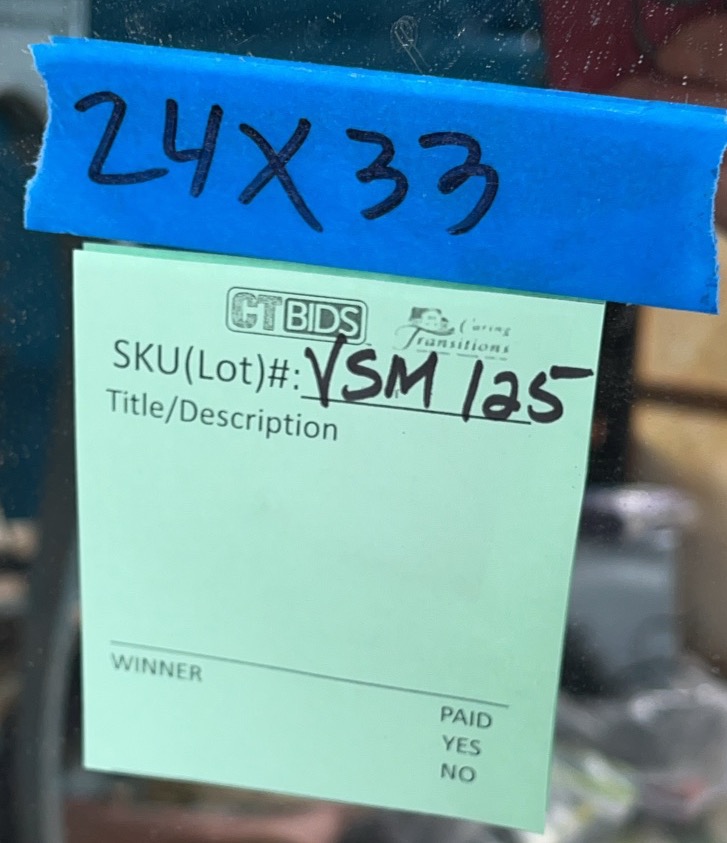 24X33
CTBIDS
Caring
Transitions
SKU(Lot)#: VSM 125
Title/Description
WINNER
PAID
YES
NO